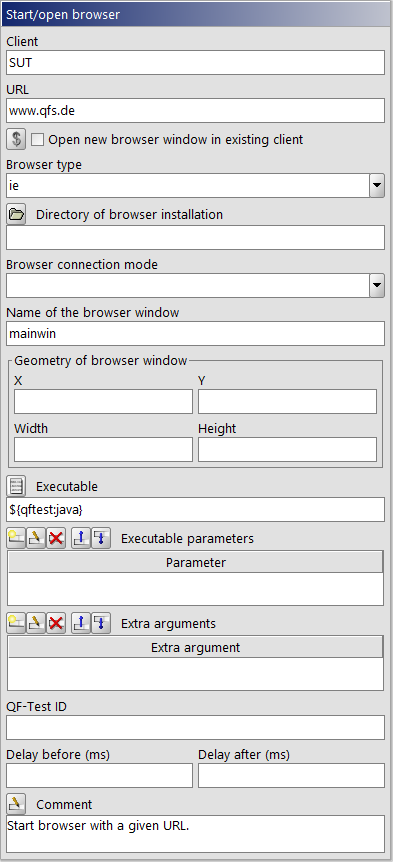 Start/open browser
Client
SUT
URL
www.qfs.de
$ Open new browser window in existing client
Browser type
ie
Directory of browser installation
Browser connection mode
Name of the browser window
mainwin
Geometry of browser window
X Y
Width Height
Executable
${qftest:java}
Executable parameters
Parameter
Extra arguments
Extra argument
QF-Test ID
Delay before (ms) Delay after (ms)
Comment
Start browser with a given URL.